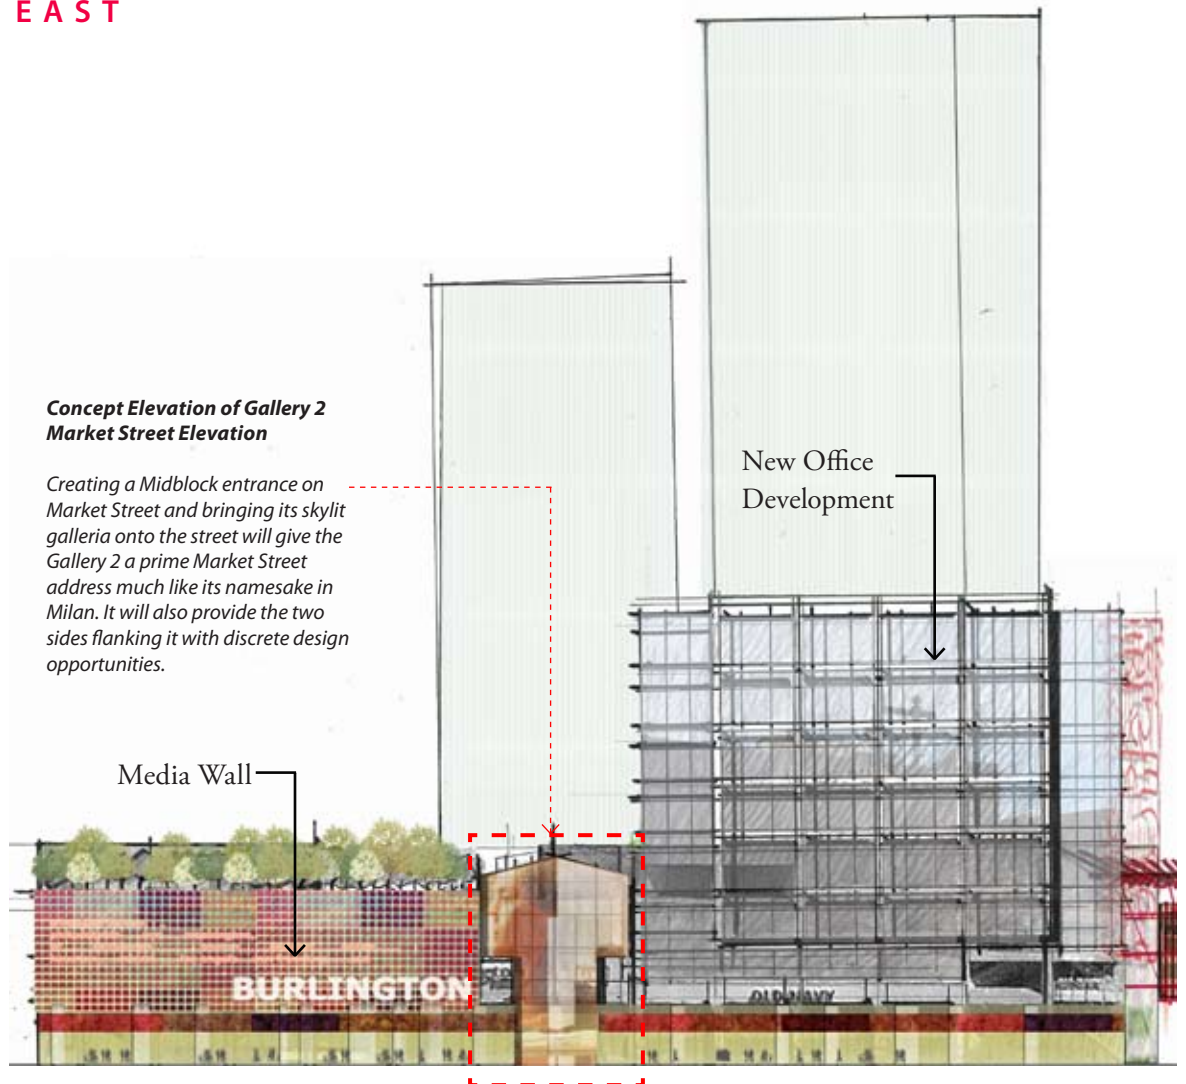 EAST
Concept Elevation of Gallery 2
Market Street Elevation
Creating a Midblock entrance on
Market Street and bringing its skylit
galleria onto the street will give the
Gallery 2 a prime Market Street
address much like its namesake in
Milan. It will also provide the two
sides flanking it with discrete design
opportunities.
New Office
Development
Media Wall
BURLINGTON
OLD NAVY